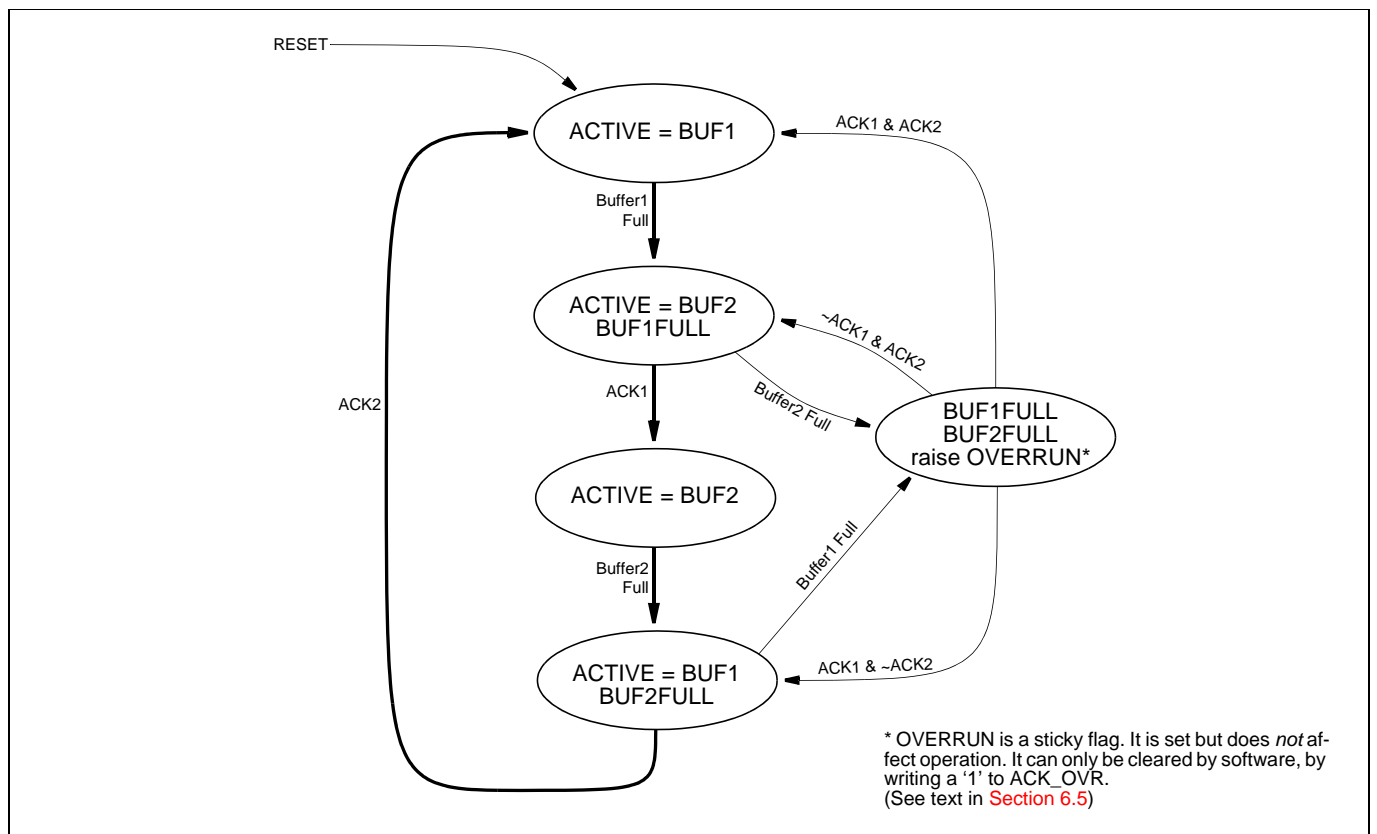 RESET
ACTIVE = BUF1
ACK1 & ACK2
Buffer1
Full
ACTIVE = BUF2
BUF1FULL
~ACK1 & ACK2
Buffer2 Full
ACK1
ACK2
BUF1FULL
BUF2FULL
raise OVERRUN*
ACTIVE = BUF2
Buffer1 Full
Buffer2
Full
ACTIVE = BUF1
BUF2FULL
ACK1 & ~ACK2
* OVERRUN is a sticky flag. It is set but does not af-
fect operation. It can only be cleared by software, by
writing a ‘1’ to ACK_OVR.
(See text in Section 6.5)